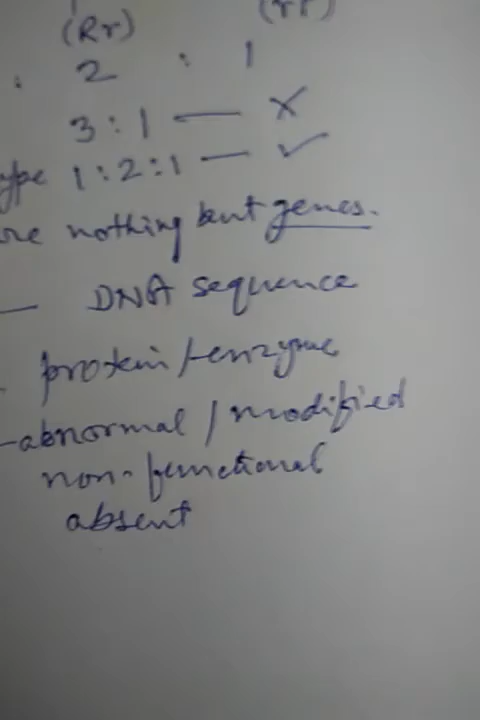 (Rr) (rr)
: 2 : 1
3 : 1 — ×
ype 1 : 2 : 1 — ✓
re nothing but genes.
— DNA sequence
protein/enzyme
-abnormal / modified
non-functional
absent